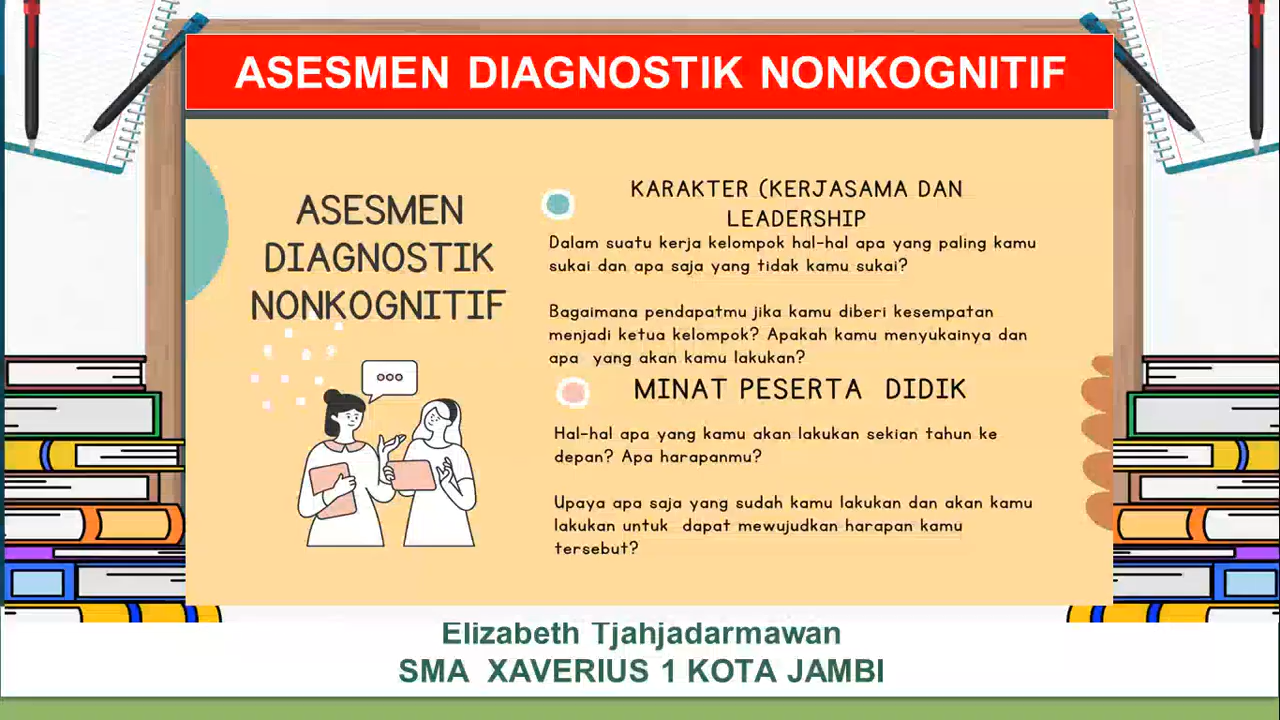 ASESMEN DIAGNOSTIK NONKOGNITIF
ASESMEN
DIAGNOSTIK
NONKOGNITIF
KARAKTER (KERJASAMA DAN
LEADERSHIP
Dalam suatu kerja kelompok hal-hal apa yang paling kamu
sukai dan apa saja yang tidak kamu sukai?
Bagaimana pendapatmu jika kamu diberi kesempatan
menjadi ketua kelompok? Apakah kamu menyukainya dan
apa yang akan kamu lakukan?
MINAT PESERTA DIDIK
Hal-hal apa yang kamu akan lakukan sekian tahun ke
depan? Apa harapanmu?
Upaya apa saja yang sudah kamu lakukan dan akan kamu
lakukan untuk dapat mewujudkan harapan kamu
tersebut?
Elizabeth Tjahjadarmawan
SMA XAVERIUS 1 KOTA JAMBI